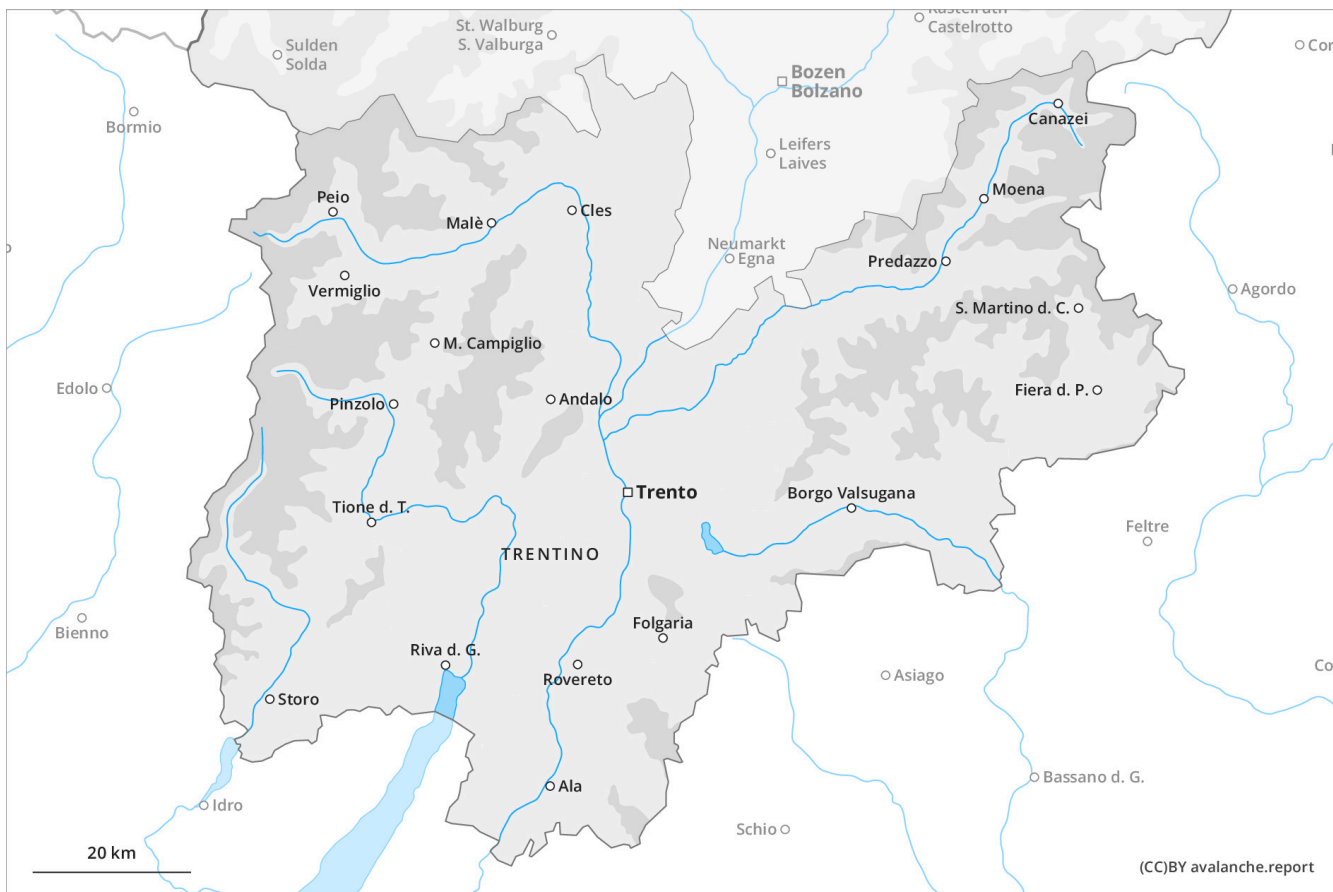 Kastelruth
Castelrotto
St. Walburg
S. Valburga
Sulden
Solda
Cor
Bozen
Bolzano
Bormio
Canazei
Leifers
Laives
Moena
Peio
Malè
Cles
Neumarkt
Egna
Predazzo
Vermiglio
Agordo
S. Martino d. C.
M. Campiglio
Edolo
Pinzolo
Andalo
Fiera d. P.
Trento
Borgo Valsugana
Tione d. T.
Feltre
TRENTINO
Bienno
Folgaria
Riva d. G.
Rovereto
Asiago
Co
Storo
Ala
Bassano d. G.
Idro
Schio
20 km
(CC)BY avalanche.report